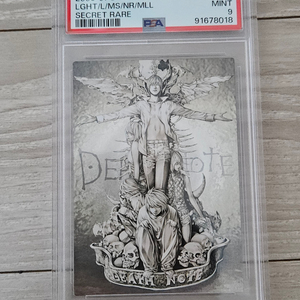 LGHT/L/MS/NR/MLL
MINT
SECRET RARE
PSA
9
91678018
DEATH NOTE
DEATH NOTE